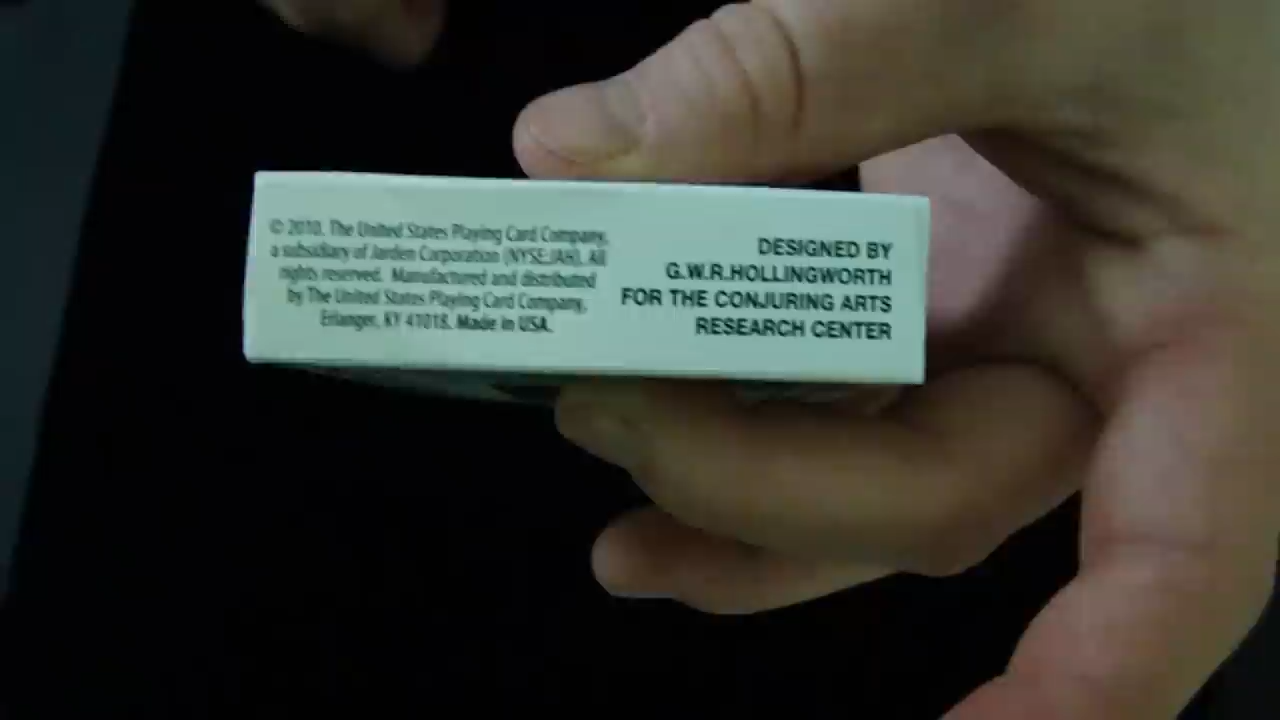 © 2010. The United States Playing Card Company,
a subsidiary of Jarden Corporation (NYSE:JAH). All
rights reserved. Manufactured and distributed
by The United States Playing Card Company,
Erlanger, KY 41018. Made in USA.
DESIGNED BY
G.W.R.HOLLINGWORTH
FOR THE CONJURING ARTS
RESEARCH CENTER